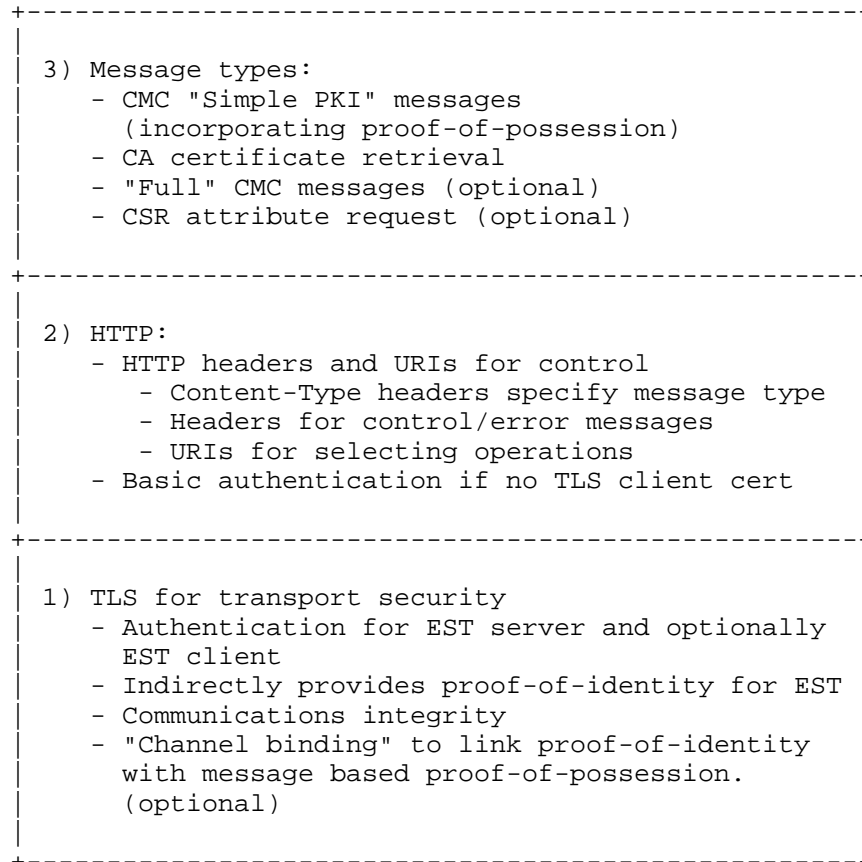 3) Message types:
- CMC "Simple PKI" messages
(incorporating proof-of-possession)
- CA certificate retrieval
- "Full" CMC messages (optional)
- CSR attribute request (optional)
2) HTTP:
- HTTP headers and URIs for control
- Content-Type headers specify message type
- Headers for control/error messages
- URIs for selecting operations
- Basic authentication if no TLS client cert
1) TLS for transport security
- Authentication for EST server and optionally
EST client
- Indirectly provides proof-of-identity for EST
- Communications integrity
- "Channel binding" to link proof-of-identity
with message based proof-of-possession.
(optional)